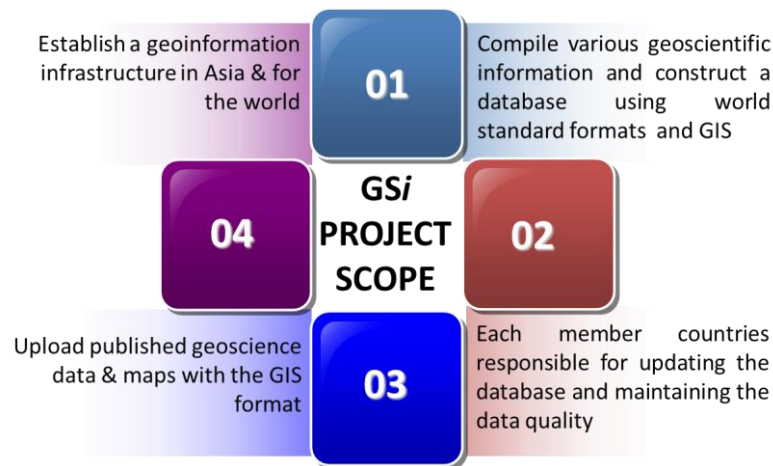 01
Compile various geoscientific
information and construct a
database using world
standard formats and GIS
02
Each member countries
responsible for updating the
database and maintaining the
data quality
03
Upload published geoscience
data & maps with the GIS
format
04
Establish a geoinformation
infrastructure in Asia & for
the world
GSi
PROJECT
SCOPE